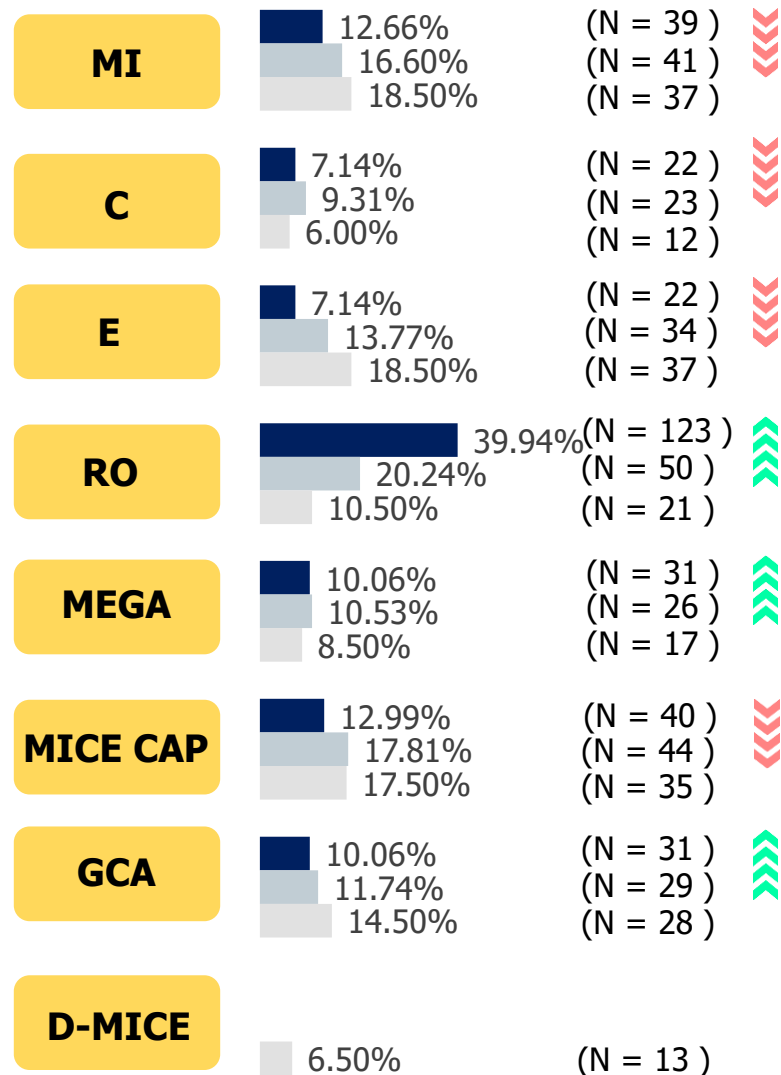 MI
12.66% (N = 39 )
16.60% (N = 41 )
18.50% (N = 37 )
C
7.14% (N = 22 )
9.31% (N = 23 )
6.00% (N = 12 )
E
7.14% (N = 22 )
13.77% (N = 34 )
18.50% (N = 37 )
RO
39.94% (N = 123 )
20.24% (N = 50 )
10.50% (N = 21 )
MEGA
10.06% (N = 31 )
10.53% (N = 26 )
8.50% (N = 17 )
MICE CAP
12.99% (N = 40 )
17.81% (N = 44 )
17.50% (N = 35 )
GCA
10.06% (N = 31 )
11.74% (N = 29 )
14.50% (N = 28 )
D-MICE
6.50% (N = 13 )